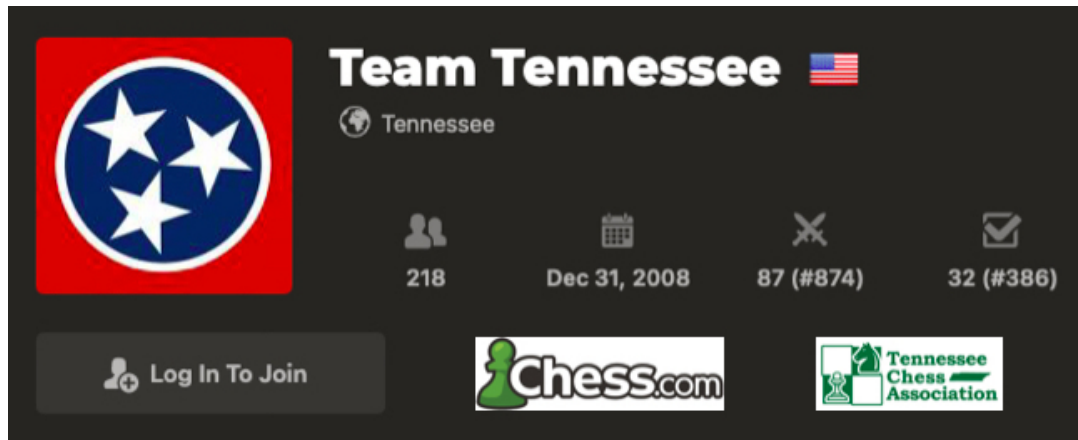 Team Tennessee
Tennessee
218
Dec 31, 2008
87 (#874)
32 (#386)
Log In To Join
Chess.com
Tennessee
Chess
Association